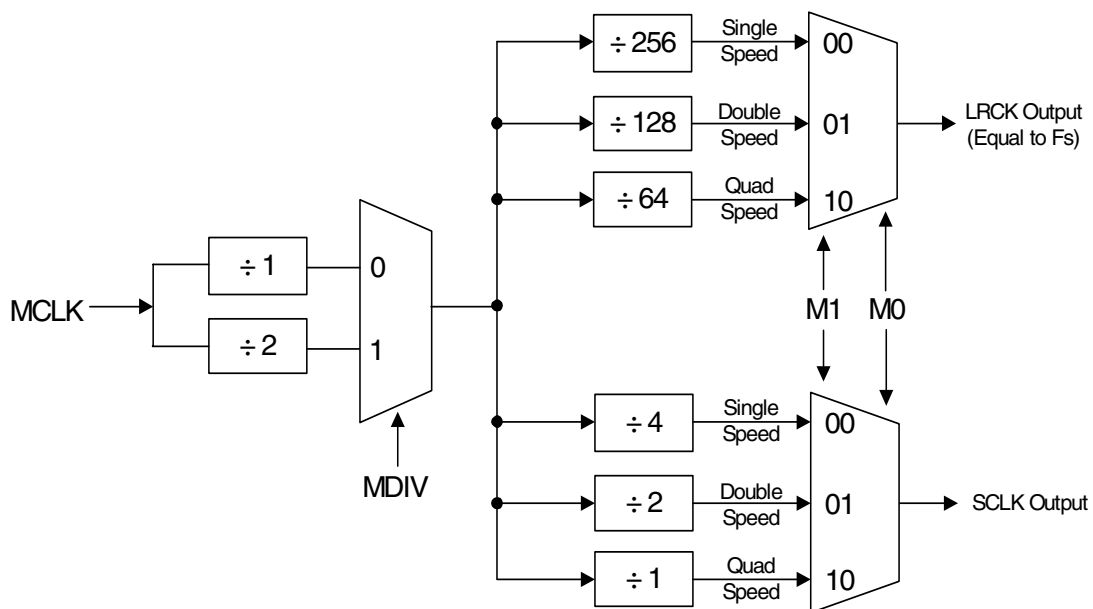 ÷ 256
Single
Speed
00
÷ 128
Double
Speed
01
LRCK Output
(Equal to Fs)
÷ 64
Quad
Speed
10
MCLK
÷ 1
0
÷ 2
1
MDIV
M1
M0
÷ 4
Single
Speed
00
÷ 2
Double
Speed
01
SCLK Output
÷ 1
Quad
Speed
10